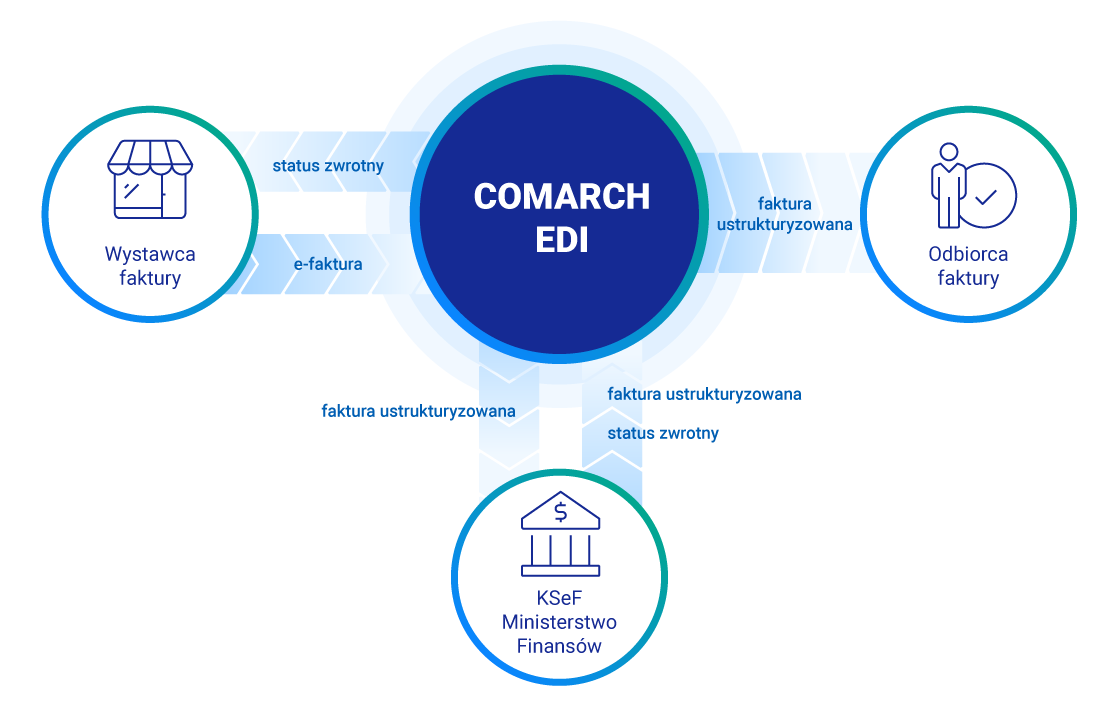 status zwrotny
COMARCH
EDI
faktura
ustrukturyzowana
Wystawca
faktury
e-faktura
Odbiorca
faktury
faktura ustrukturyzowana
faktura ustrukturyzowana
status zwrotny
$
KSeF
Ministerstwo
Finansów